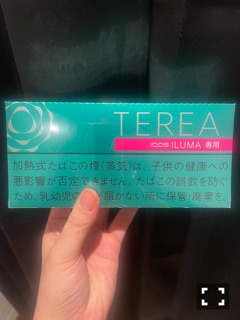 TEREA
IQOS ILUMA 専用
加熱式たばこの煙(蒸気)は、子供の健康への
悪影響が否定できません。たばこの誤飲を防ぐ
ため、乳幼児の が届かない所に保管・廃棄を。